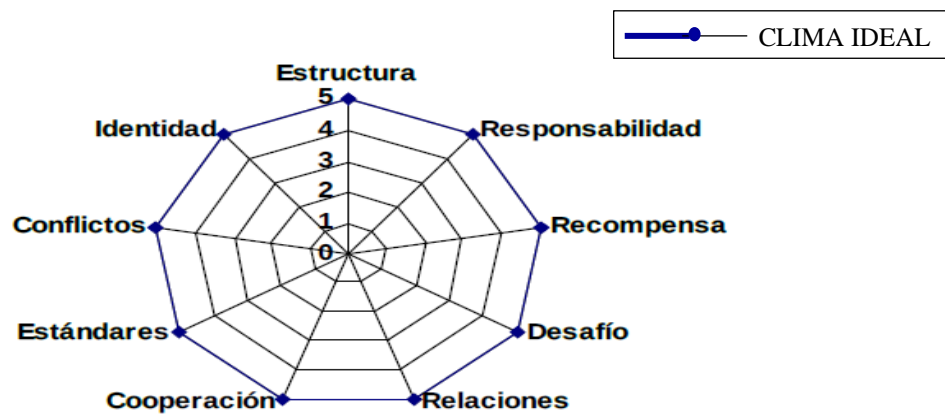 CLIMA IDEAL
Estructura
5
Identidad
Responsabilidad
4
3
2
Conflictos
Recompensa
1
0
Estándares
Desafío
Cooperación
Relaciones